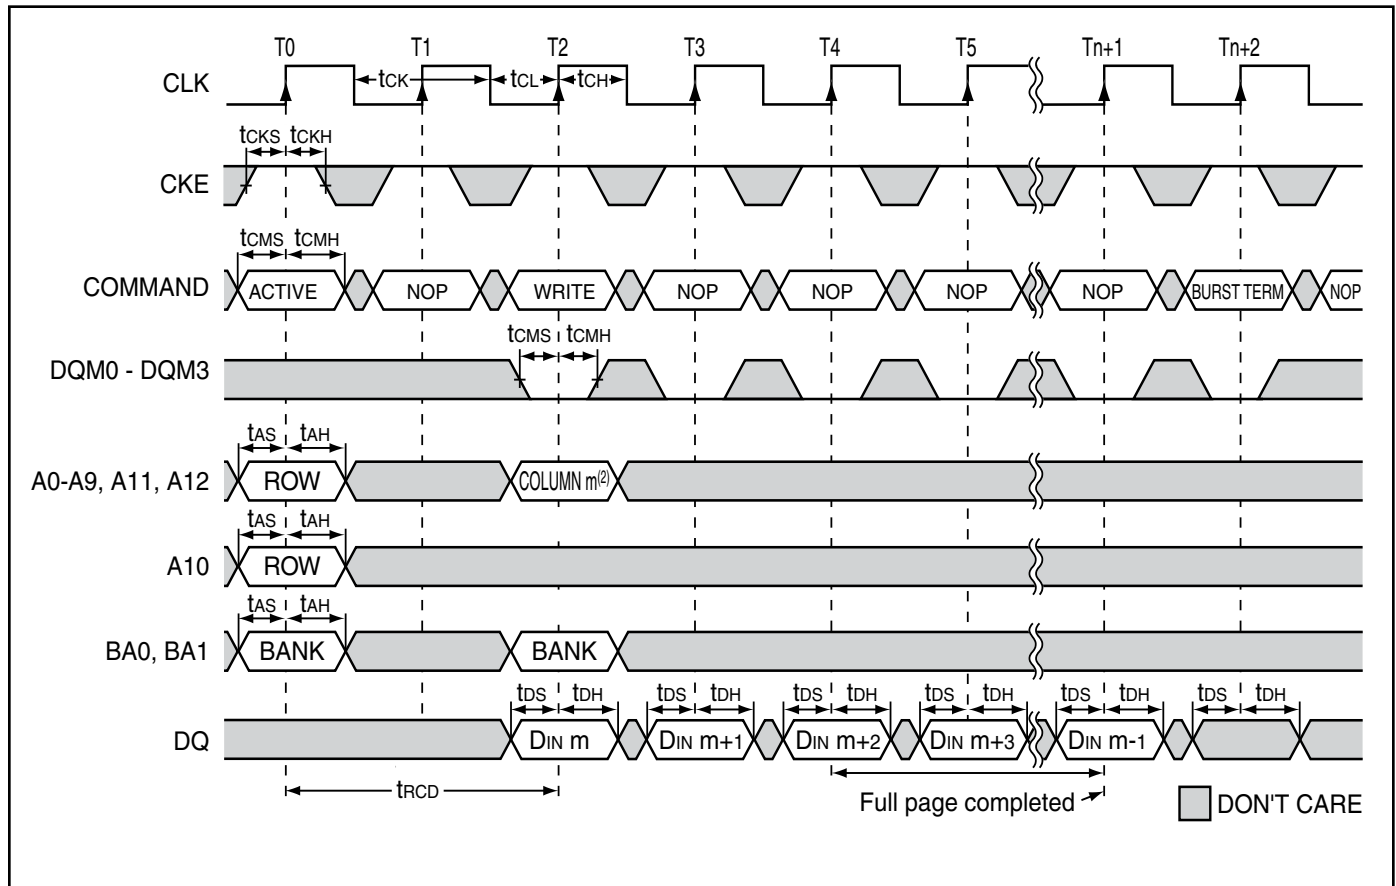 T0 T1 T2 T3 T4 T5 Tn+1 Tn+2
CLK tCK tCL tCH
tCKS tCKH
CKE
tCMS tCMH
COMMAND ACTIVE NOP WRITE NOP NOP NOP NOP BURST TERM NOP
tCMS tCMH
DQM0 - DQM3
tAS tAH
A0-A9, A11, A12 ROW COLUMN m(2)
tAS tAH
A10 ROW
tAS tAH
BA0, BA1 BANK BANK
tDS tDH tDS tDH tDS tDH tDS tDH tDS tDH tDS tDH
DQ DIN m DIN m+1 DIN m+2 DIN m+3 DIN m-1
tRCD
Full page completed
DON'T CARE